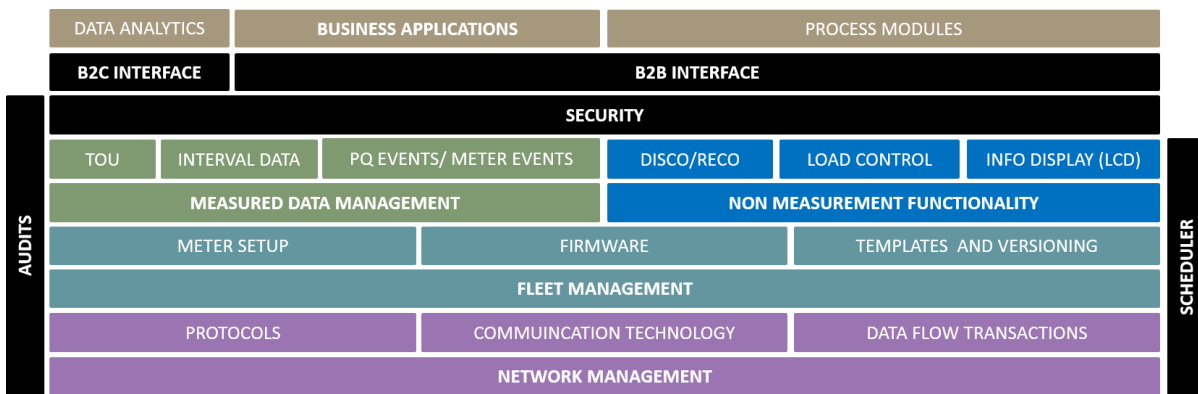 DATA ANALYTICS
BUSINESS APPLICATIONS
PROCESS MODULES
B2C INTERFACE
B2B INTERFACE
SECURITY
TOU
INTERVAL DATA
PQ EVENTS/ METER EVENTS
DISCO/RECO
LOAD CONTROL
INFO DISPLAY (LCD)
MEASURED DATA MANAGEMENT
NON MEASUREMENT FUNCTIONALITY
METER SETUP
FIRMWARE
TEMPLATES AND VERSIONING
FLEET MANAGEMENT
PROTOCOLS
COMMUINCATION TECHNOLOGY
DATA FLOW TRANSACTIONS
NETWORK MANAGEMENT
AUDITS
SCHEDULER